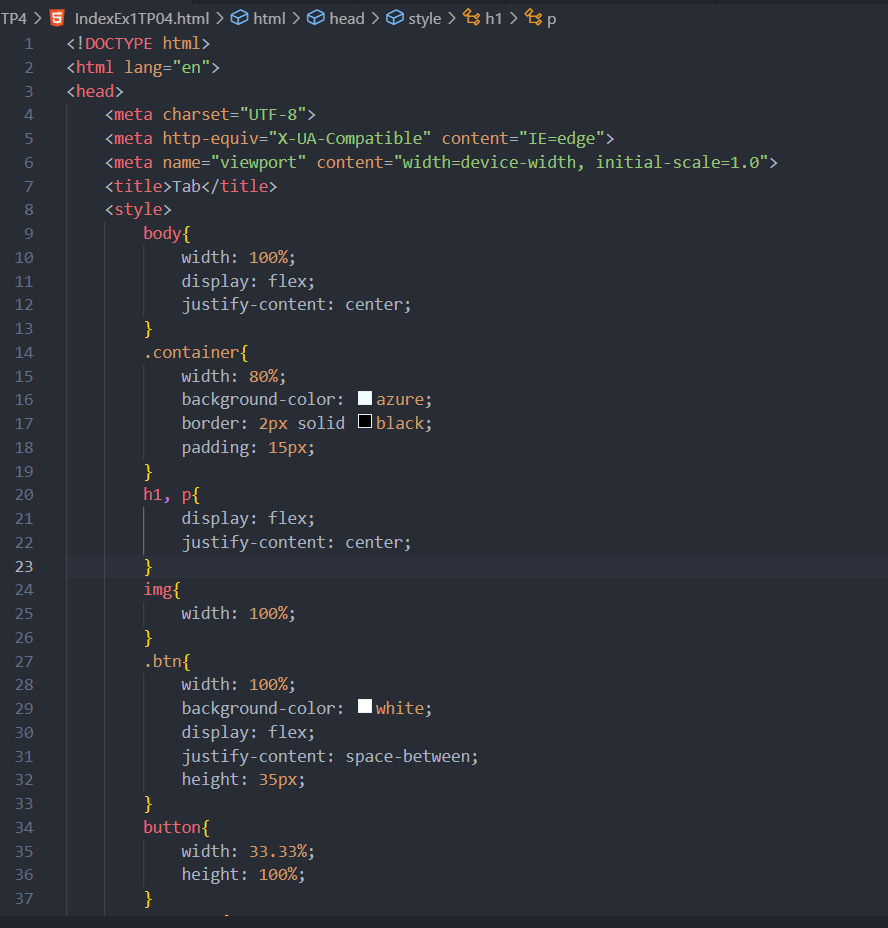 TP4 > IndexEx1TP04.html > html > head > style > h1 > p
1 <!DOCTYPE html>
2 <html lang="en">
3 <head>
4 <meta charset="UTF-8">
5 <meta http-equiv="X-UA-Compatible" content="IE=edge">
6 <meta name="viewport" content="width=device-width, initial-scale=1.0">
7 <title>Tab</title>
8 <style>
9 body{
10 width: 100%;
11 display: flex;
12 justify-content: center;
13 }
14 .container{
15 width: 80%;
16 background-color: azure;
17 border: 2px solid black;
18 padding: 15px;
19 }
20 h1, p{
21 display: flex;
22 justify-content: center;
23 }
24 img{
25 width: 100%;
26 }
27 .btn{
28 width: 100%;
29 background-color: white;
30 display: flex;
31 justify-content: space-between;
32 height: 35px;
33 }
34 button{
35 width: 33.33%;
36 height: 100%;
37 }